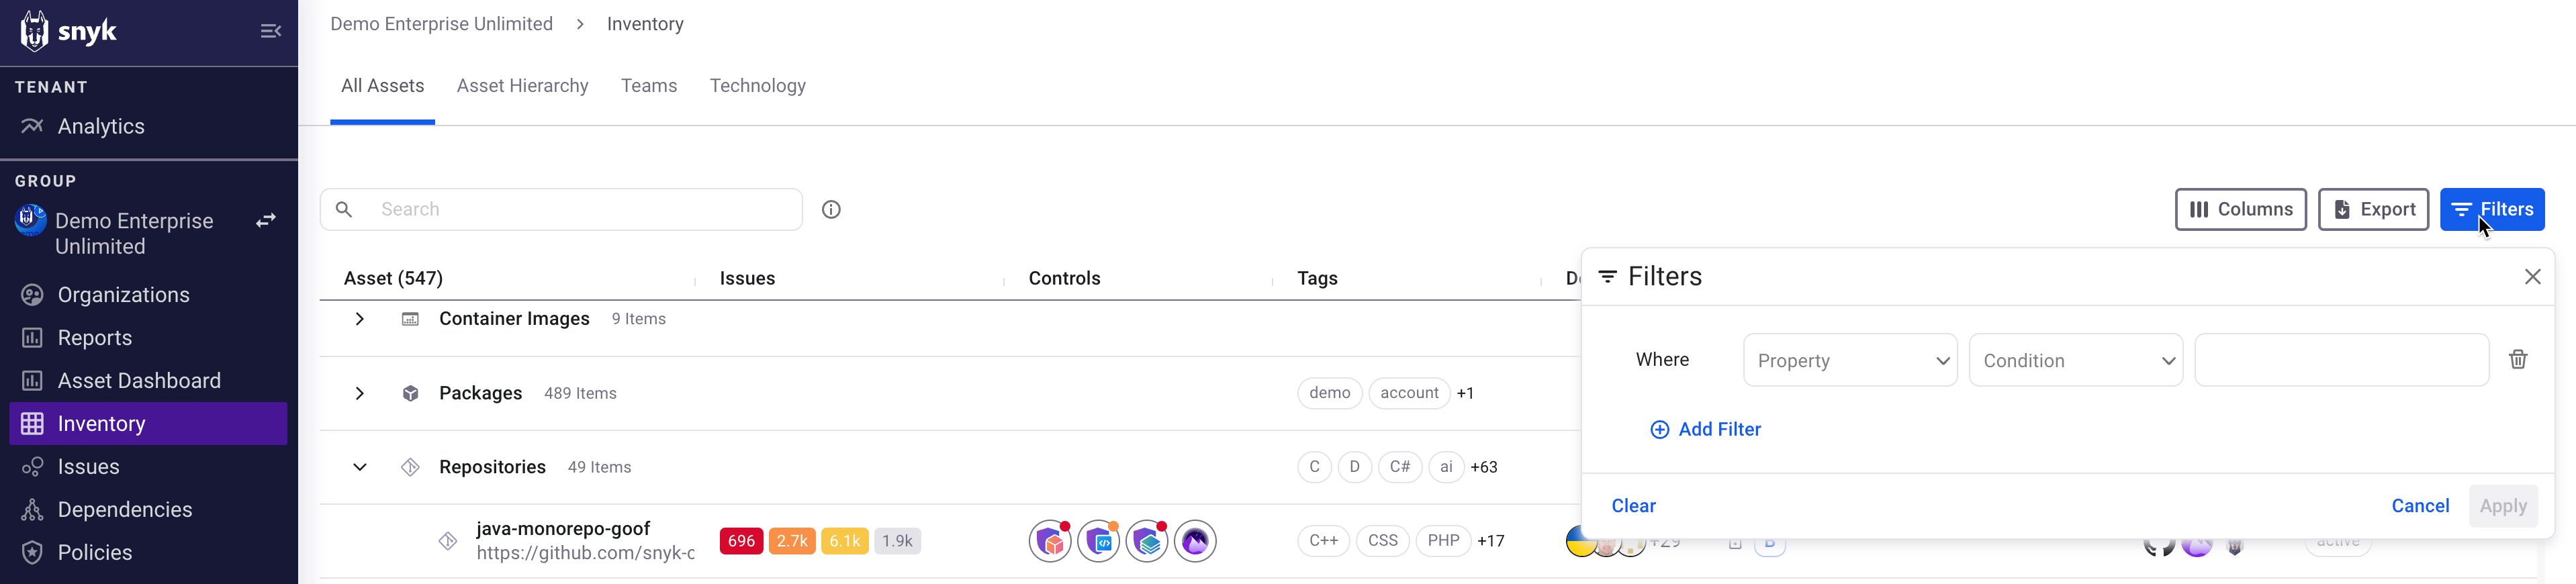 snyk
TENANT
Analytics
GROUP
Demo Enterprise
Unlimited
Organizations
Reports
Asset Dashboard
Inventory
Issues
Dependencies
Policies
Demo Enterprise Unlimited > Inventory
All Assets Asset Hierarchy Teams Technology
Search
Columns Export Filters
Asset (547) Issues Controls Tags
Container Images 9 Items
Packages 489 Items demo account +1
Repositories 49 Items C D C# ai +63
java-monorepo-goof
https://github.com/snyk-c
696 2.7k 6.1k 1.9k C++ CSS PHP +17 +29 B active
Filters
Where Property Condition
Add Filter
Clear Cancel Apply